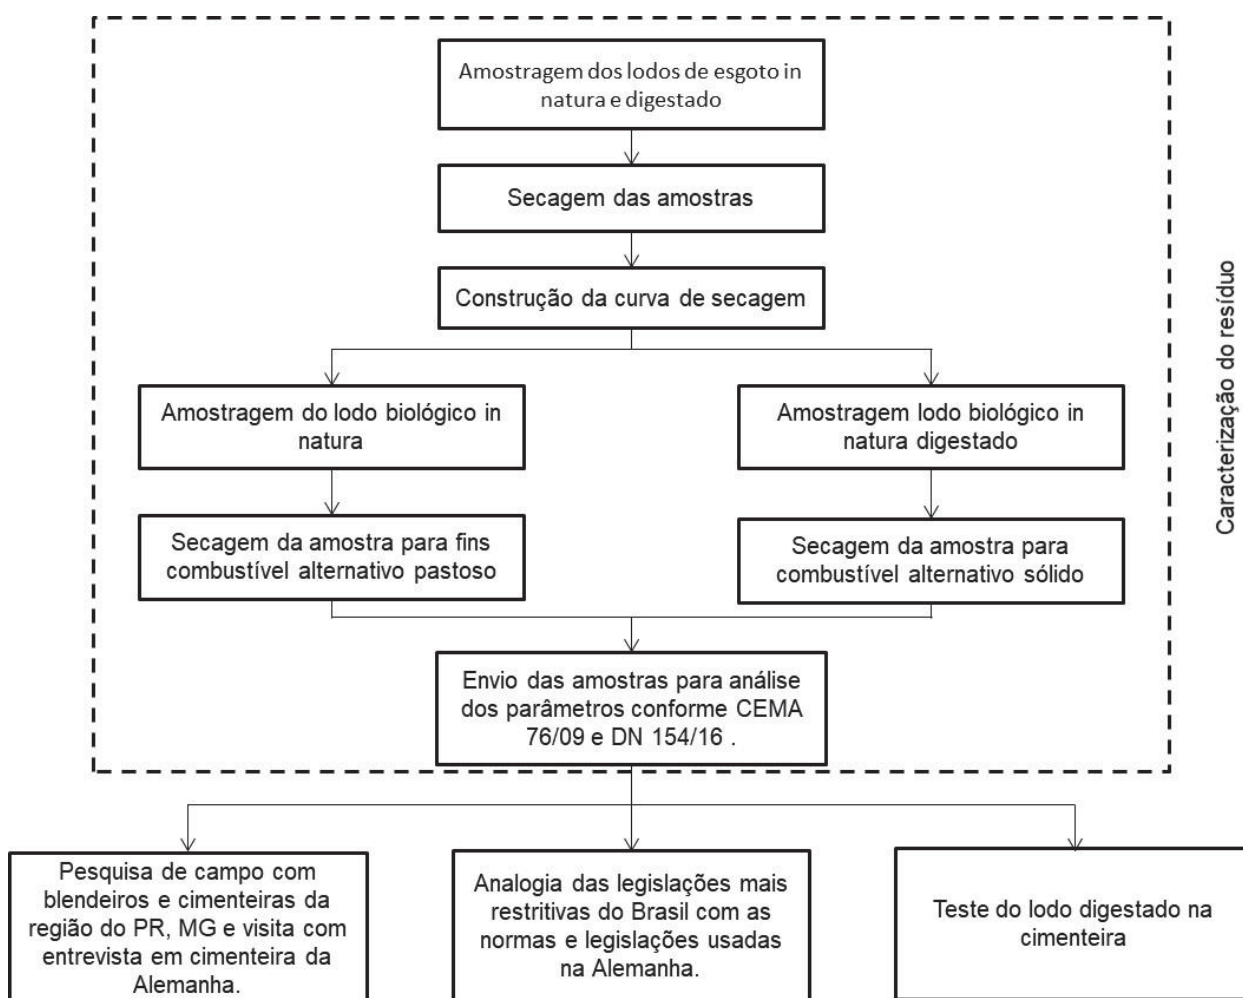 Amostragem dos lodos de esgoto in
natura e digestado
Secagem das amostras
Construção da curva de secagem
Amostragem do lodo biológico in
natura
Amostragem lodo biológico in
natura digestado
Secagem da amostra para fins
combustível alternativo pastoso
Secagem da amostra para
combustível alternativo sólido
Envio das amostras para análise
dos parâmetros conforme CEMA
76/09 e DN 154/16 .
Caracterização do resíduo
Pesquisa de campo com
blendeiros e cimenteiras da
região do PR, MG e visita com
entrevista em cimenteira da
Alemanha.
Analogia das legislações mais
restritivas do Brasil com as
normas e legislações usadas
na Alemanha.
Teste do lodo digestado na
cimenteira